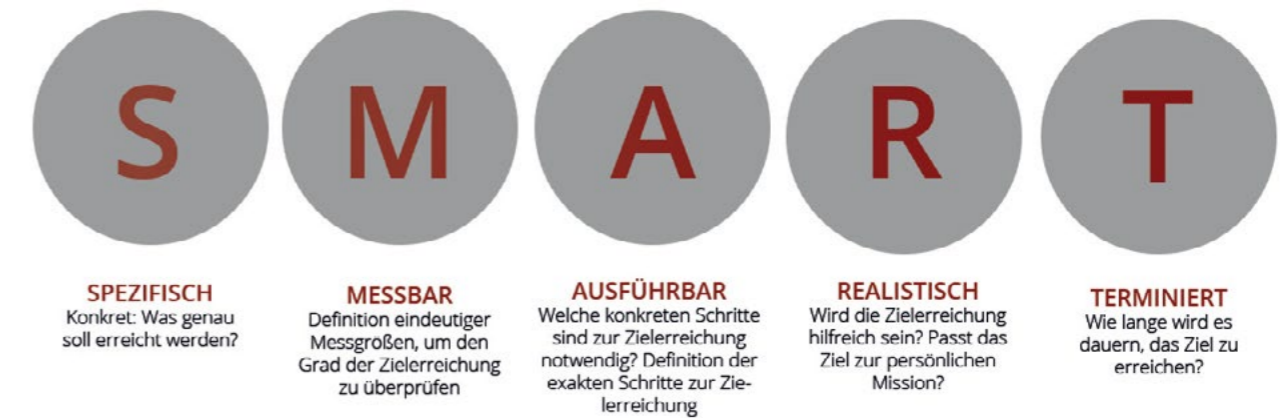 S
M
A
R
T
SPEZIFISCH
Konkret: Was genau
soll erreicht werden?
MESSBAR
Definition eindeutiger
Messgrößen, um den
Grad der Zielerreichung
zu überprüfen
AUSFÜHRBAR
Welche konkreten Schritte
sind zur Zielerreichung
notwendig? Definition der
exakten Schritte zur Zie-
lerreichung
REALISTISCH
Wird die Zielerreichung
hilfreich sein? Passt das
Ziel zur persönlichen
Mission?
TERMINIERT
Wie lange wird es
dauern, das Ziel zu
erreichen?